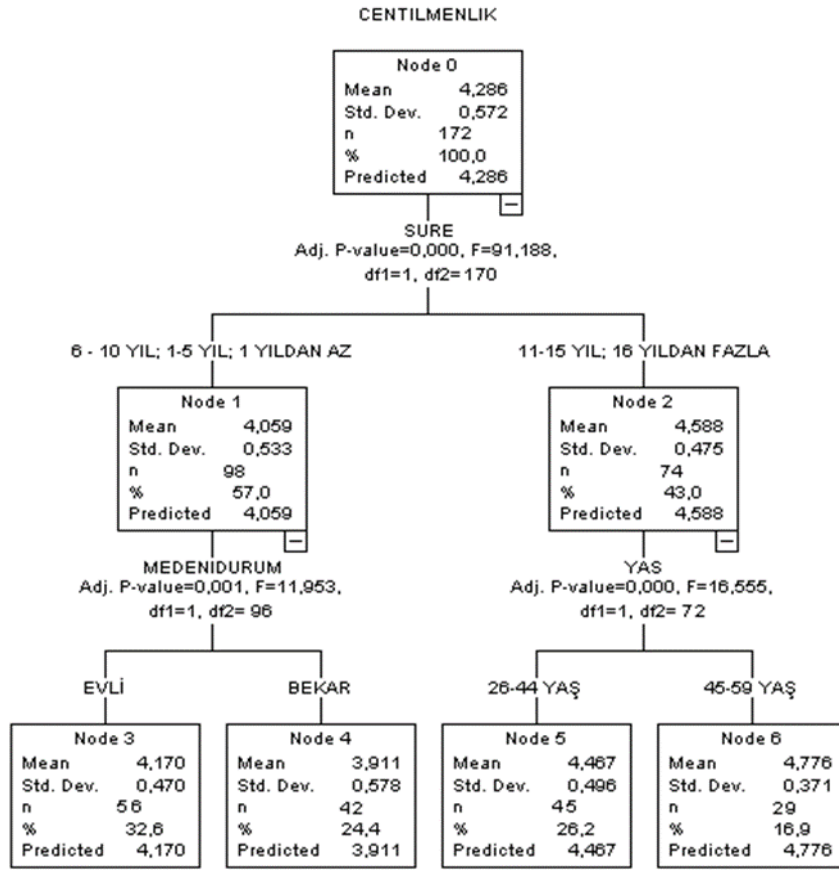 CENTILMENLIK
Node 0
Mean 4,286
Std. Dev. 0,572
n 172
% 100,0
Predicted 4,286
SURE
Adj. P-value=0,000, F=91,188,
df1=1, df2=170
6 - 10 YIL; 1-5 YIL; 1 YILDAN AZ
11-15 YIL; 16 YILDAN FAZLA
Node 1
Mean 4,059
Std. Dev. 0,533
n 98
% 57,0
Predicted 4,059
Node 2
Mean 4,588
Std. Dev. 0,475
n 74
% 43,0
Predicted 4,588
MEDENIDURUM
Adj. P-value=0,001, F=11,953,
df1=1, df2= 96
YAS
Adj. P-value=0,000, F=16,555,
df1=1, df2= 72
EVLİ
BEKAR
26-44 YAŞ
45-59 YAŞ
Node 3
Mean 4,170
Std. Dev. 0,470
n 56
% 32,6
Predicted 4,170
Node 4
Mean 3,911
Std. Dev. 0,578
n 42
% 24,4
Predicted 3,911
Node 5
Mean 4,467
Std. Dev. 0,496
n 45
% 26,2
Predicted 4,467
Node 6
Mean 4,776
Std. Dev. 0,371
n 29
% 16,9
Predicted 4,776